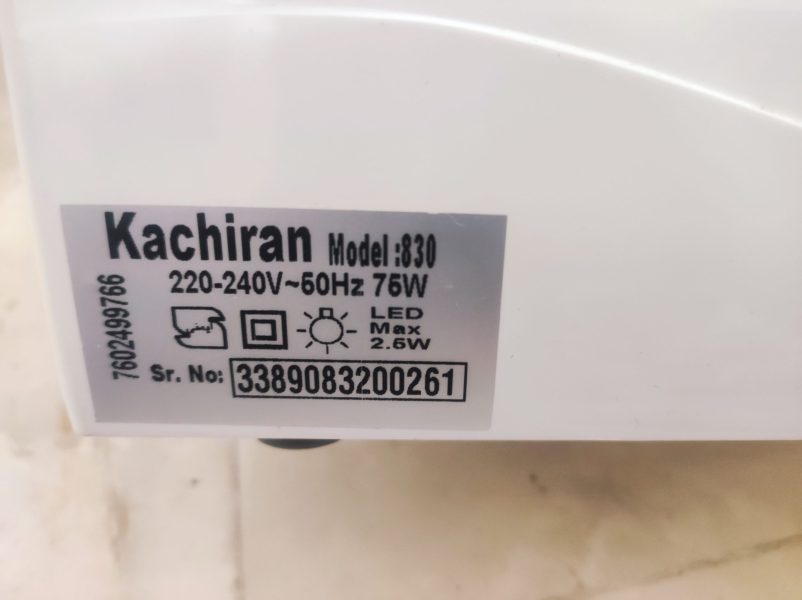 Kachiran Model :830
220-240V~50Hz 75W
LED
Max
2.5W
Sr. No: 3389083200261
7602499766